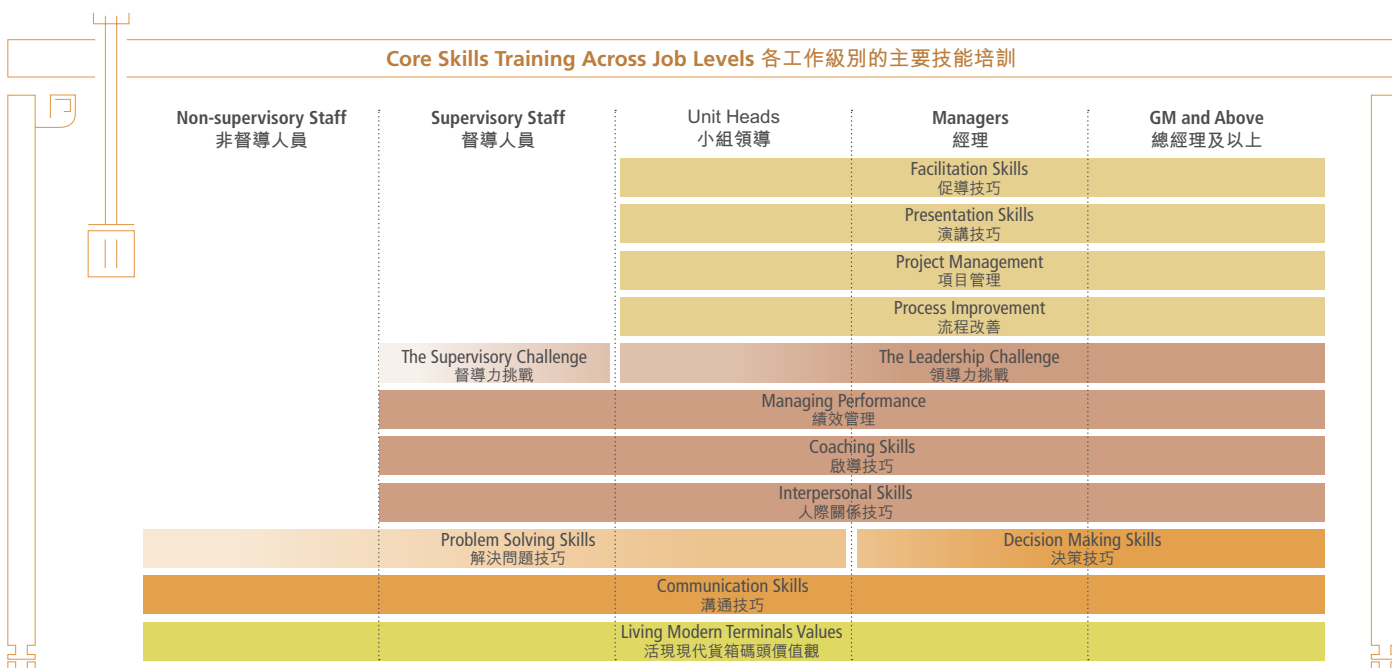 Core Skills Training Across Job Levels 各工作級別的主要技能培訓
Non-supervisory Staff
非督導人員
Supervisory Staff
督導人員
Unit Heads
小組領導
Managers
經理
GM and Above
總經理及以上
Facilitation Skills
促導技巧
Presentation Skills
演講技巧
Project Management
項目管理
Process Improvement
流程改善
The Supervisory Challenge
督導力挑戰
The Leadership Challenge
領導力挑戰
Managing Performance
績效管理
Coaching Skills
啟導技巧
Interpersonal Skills
人際關係技巧
Problem Solving Skills
解決問題技巧
Decision Making Skills
決策技巧
Communication Skills
溝通技巧
Living Modern Terminals Values
活現現代貨箱碼頭價值觀